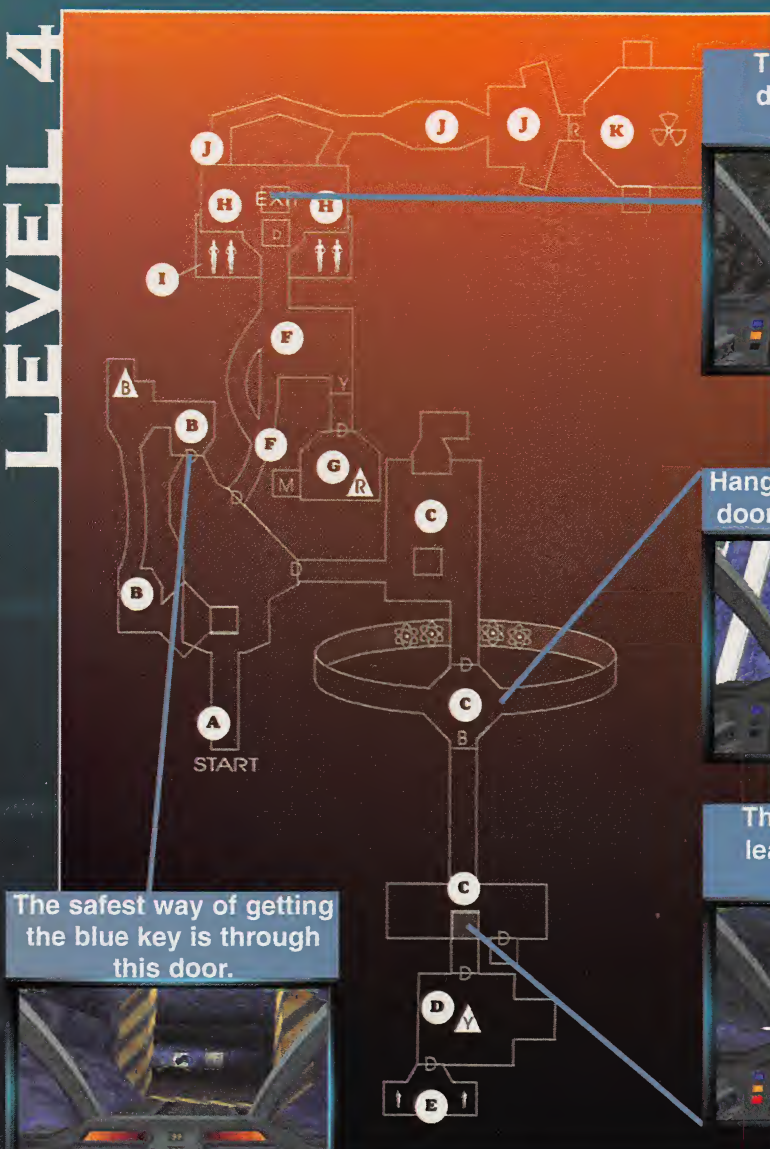 LEVEL 4
J
J
J
R
K
H
EXIT
H
D
I
F
B
Y
B
D
D
F
G
R
M
D
C
D
B
D
C
A
B
START
C
D
D
D
Y
D
E
The safest way of getting
the blue key is through
this door.
T
d
Hang
door
Th
lea